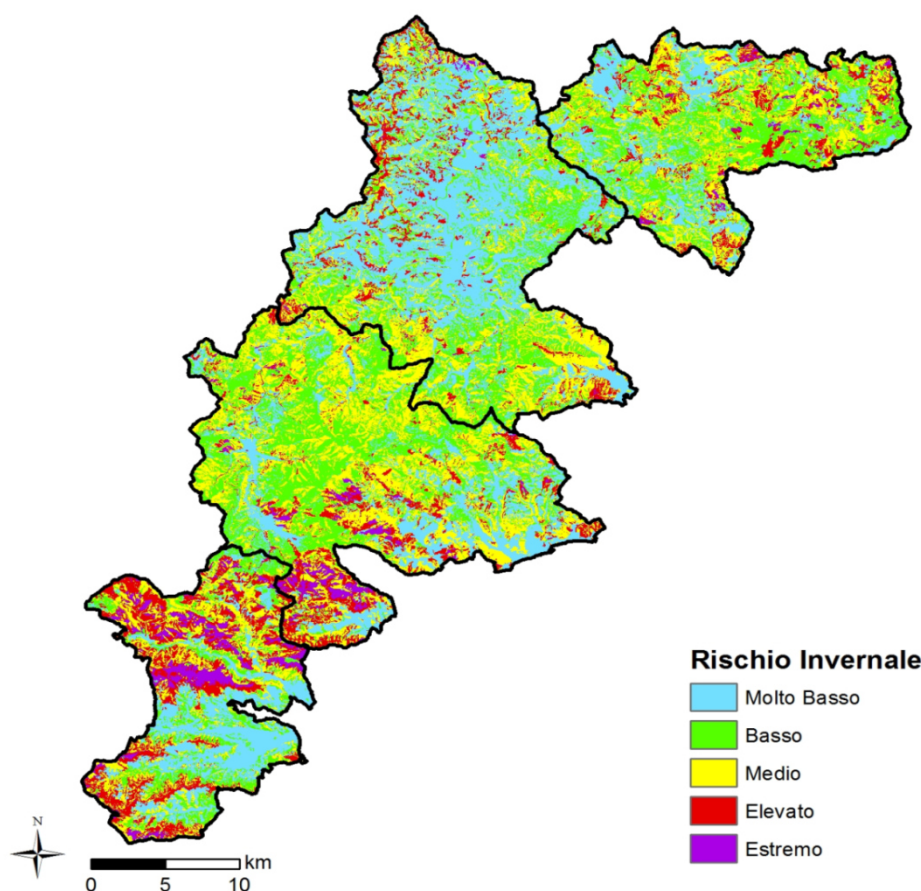 Rischio Invernale
Molto Basso
Basso
Medio
Elevato
Estremo
N
km
0 5 10